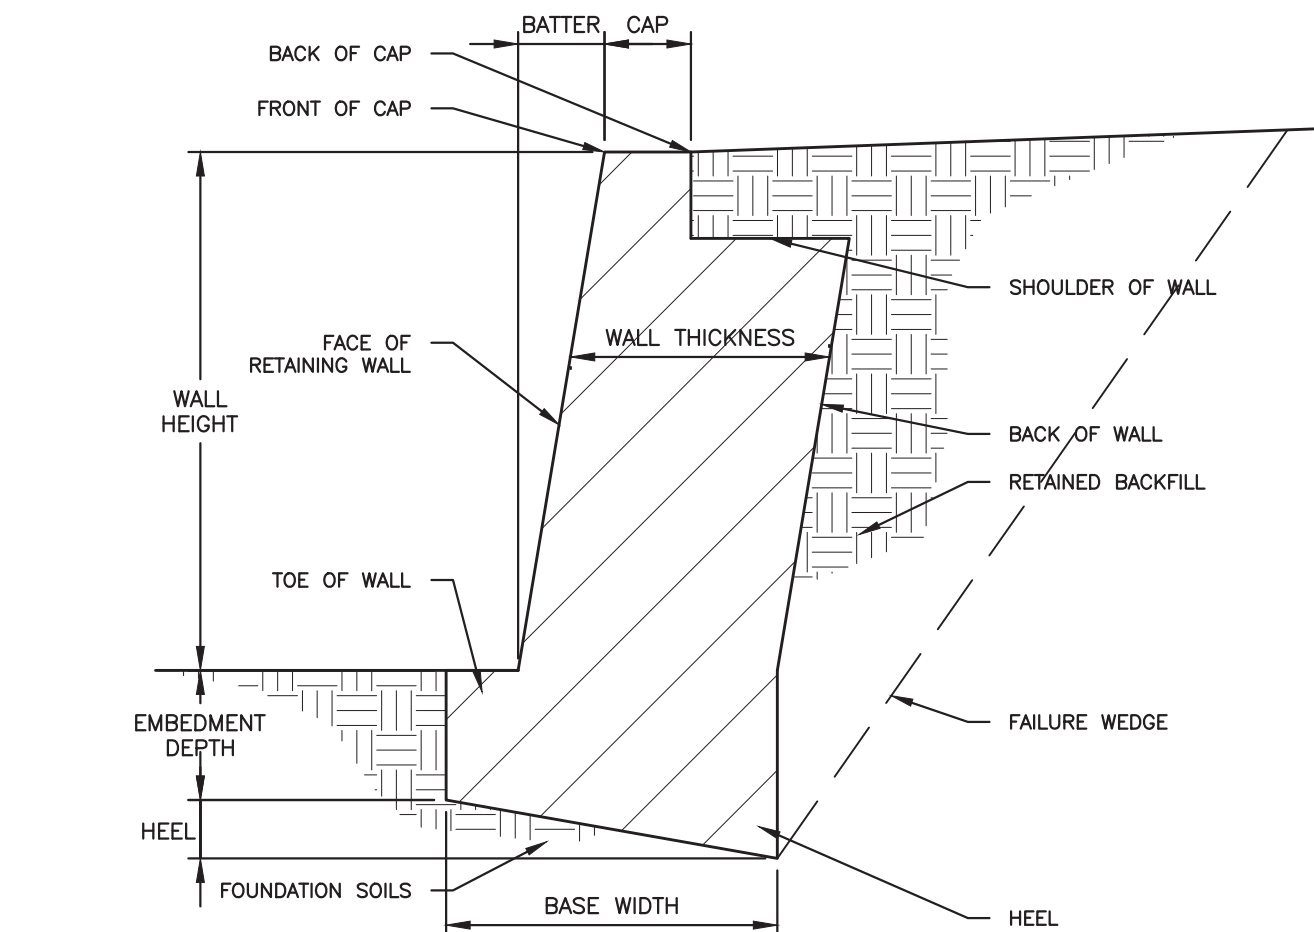 BATTER
CAP
BACK OF CAP
FRONT OF CAP
SHOULDER OF WALL
WALL THICKNESS
FACE OF
RETAINING WALL
WALL
HEIGHT
BACK OF WALL
RETAINED BACKFILL
TOE OF WALL
EMBEDMENT
DEPTH
FAILURE WEDGE
HEEL
FOUNDATION SOILS
BASE WIDTH
HEEL